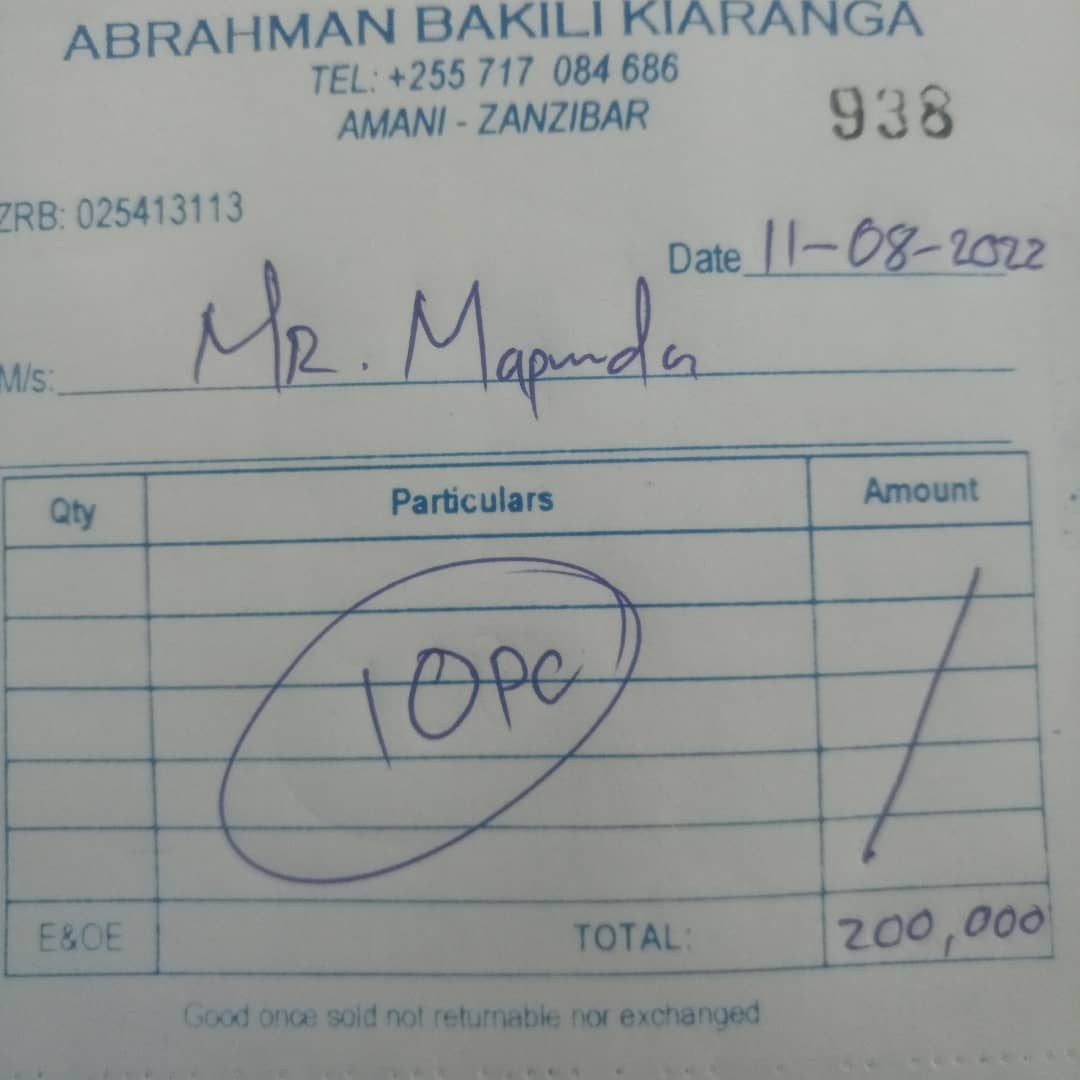 ABRAHMAN BAKILI KIARANGA
TEL: +255 717 084 686
AMANI - ZANZIBAR
938
ZRB: 025413113
Date 11-08-2022
M/s: MR. Mapunda
Qty Particulars Amount
10PC
E&OE TOTAL: 200,000
Good once sold not returnable nor exchanged